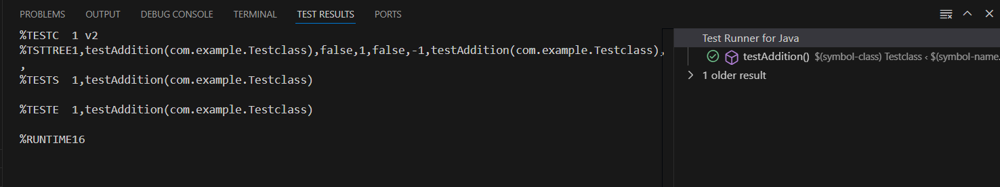 PROBLEMS OUTPUT DEBUG CONSOLE TERMINAL TEST RESULTS PORTS
%TESTC  1 v2
%TSTTREE1,testAddition(com.example.Testclass),false,1,false,-1,testAddition(com.example.Testclass),
,
%TESTS  1,testAddition(com.example.Testclass)
%TESTE  1,testAddition(com.example.Testclass)
%RUNTIME16
Test Runner for Java
testAddition() $(symbol-class) Testclass < $(symbol-name.
1 older result